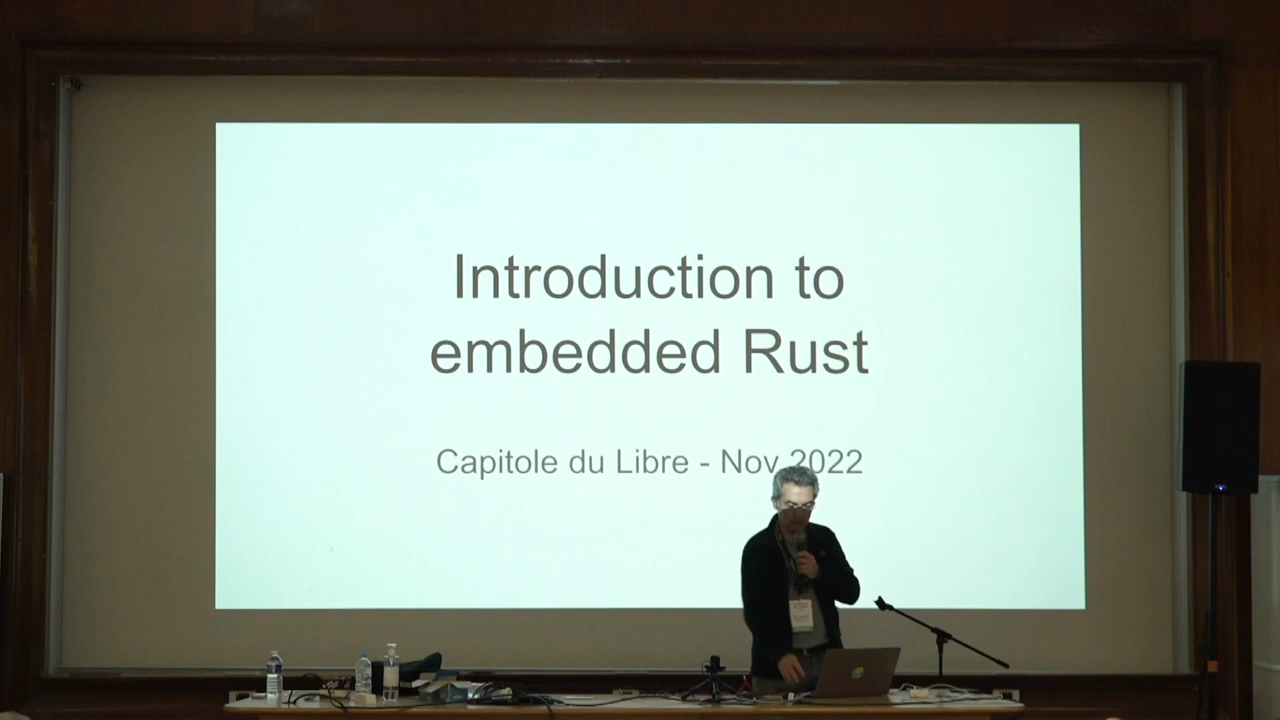 Introduction to
embedded Rust
Capitole du Libre - Nov 2022